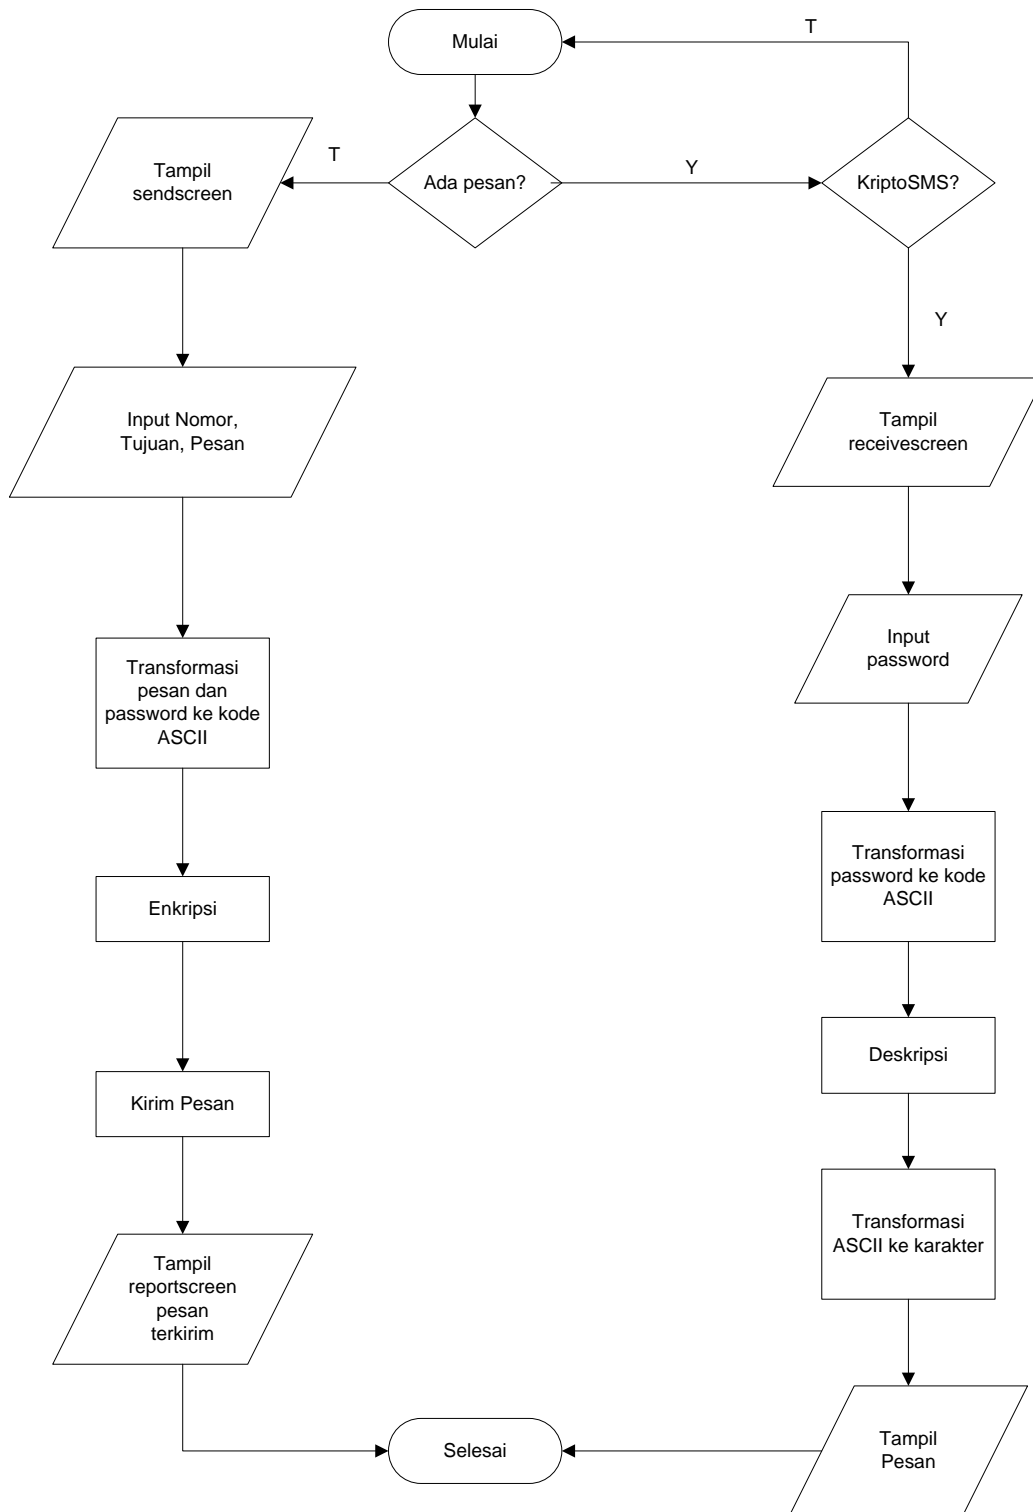 Mulai
T
Ada pesan?
T
Y
KriptoSMS?
Tampil
sendscreen
Y
Input Nomor,
Tujuan, Pesan
Tampil
receivescreen
Input
password
Transformasi
pesan dan
password ke kode
ASCII
Transformasi
password ke kode
ASCII
Enkripsi
Deskripsi
Kirim Pesan
Transformasi
ASCII ke karakter
Tampil
reportscreen
pesan
terkirim
Selesai
Tampil
Pesan